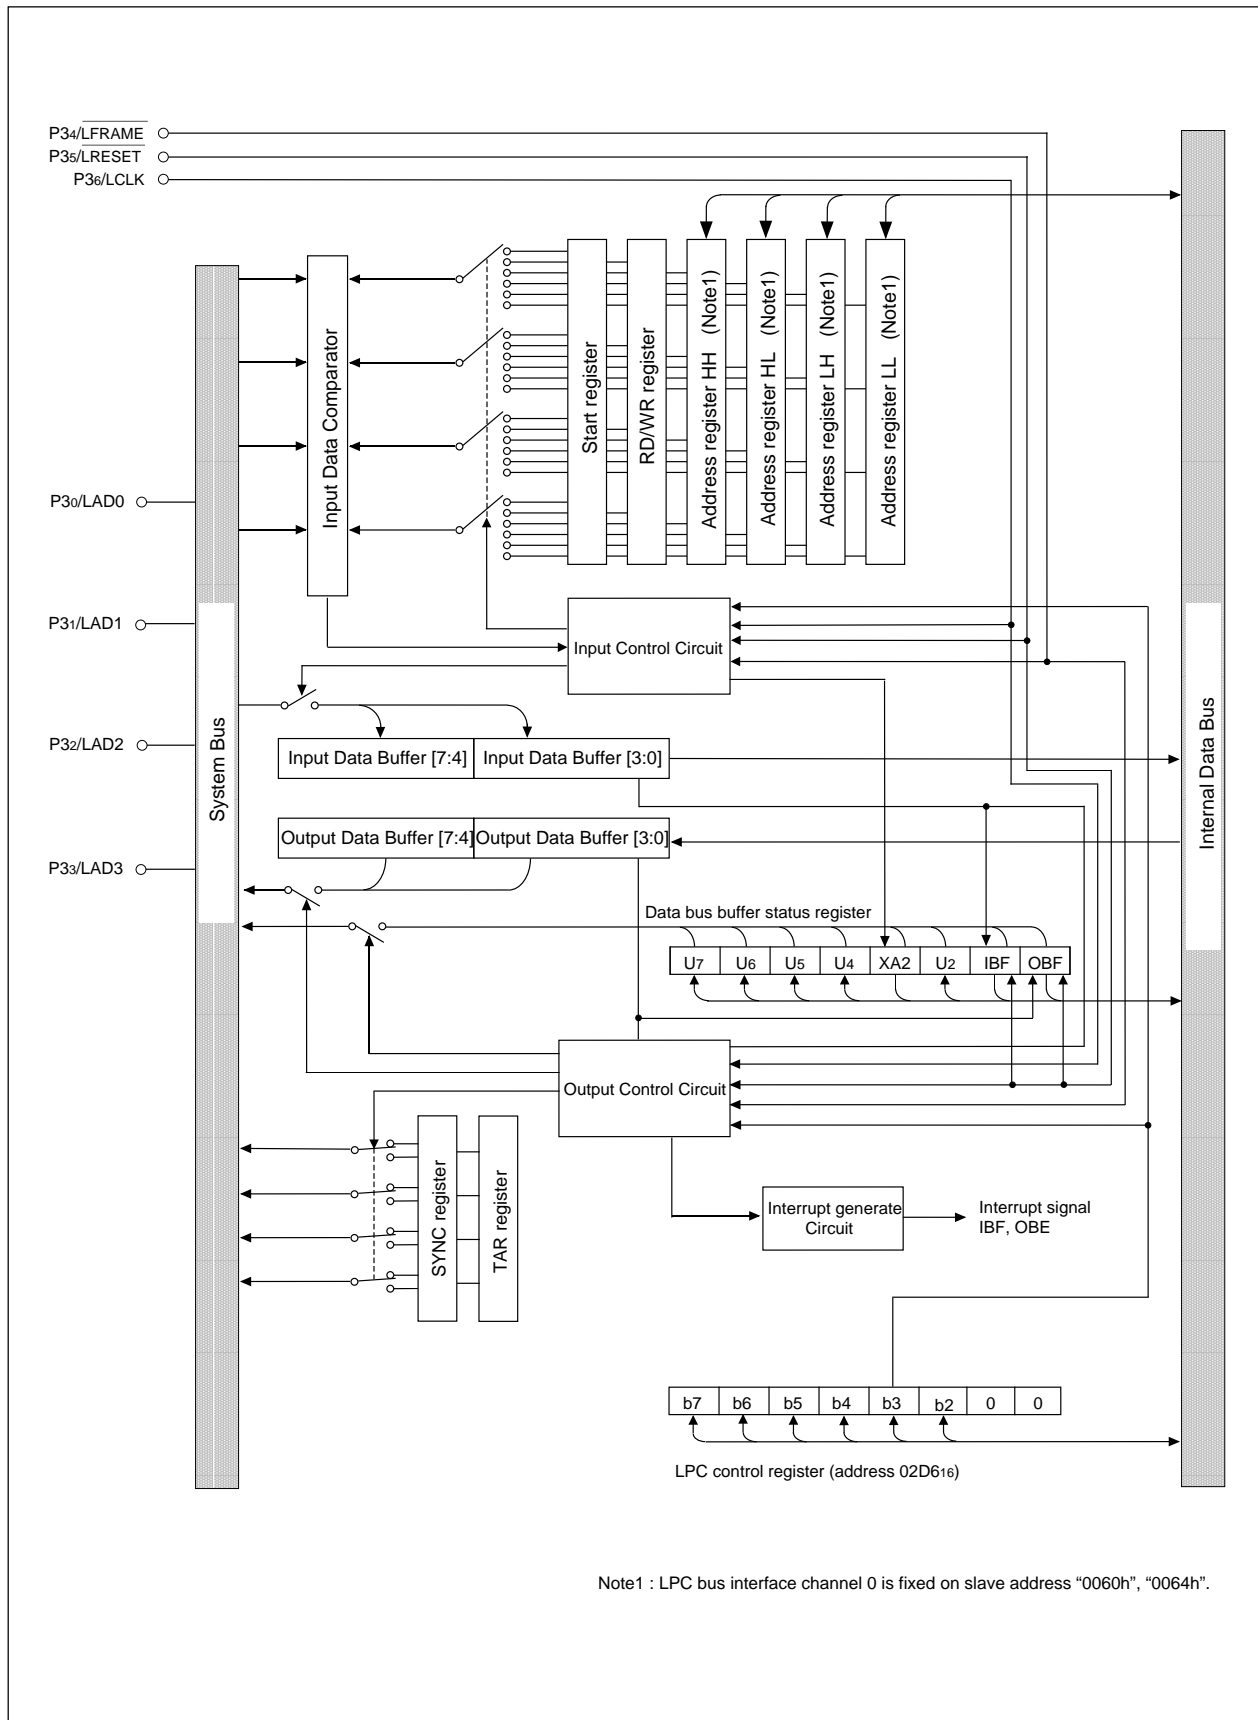 P34/LFRAME
P35/LRESET
P36/LCLK
P30/LAD0
P31/LAD1
P32/LAD2
P33/LAD3
System Bus
Input Data Comparator
Start register
RD/WR register
Address register HH (Note1)
Address register HL (Note1)
Address register LH (Note1)
Address register LL (Note1)
Internal Data Bus
Input Control Circuit
Input Data Buffer [7:4] Input Data Buffer [3:0]
Output Data Buffer [7:4] Output Data Buffer [3:0]
Data bus buffer status register
U7 U6 U5 U4 XA2 U2 IBF OBF
Output Control Circuit
SYNC register
TAR register
Interrupt generate
Circuit
Interrupt signal
IBF, OBE
b7 b6 b5 b4 b3 b2 0 0
LPC control register (address 02D616)
Note1 : LPC bus interface channel 0 is fixed on slave address “0060h”, “0064h”.